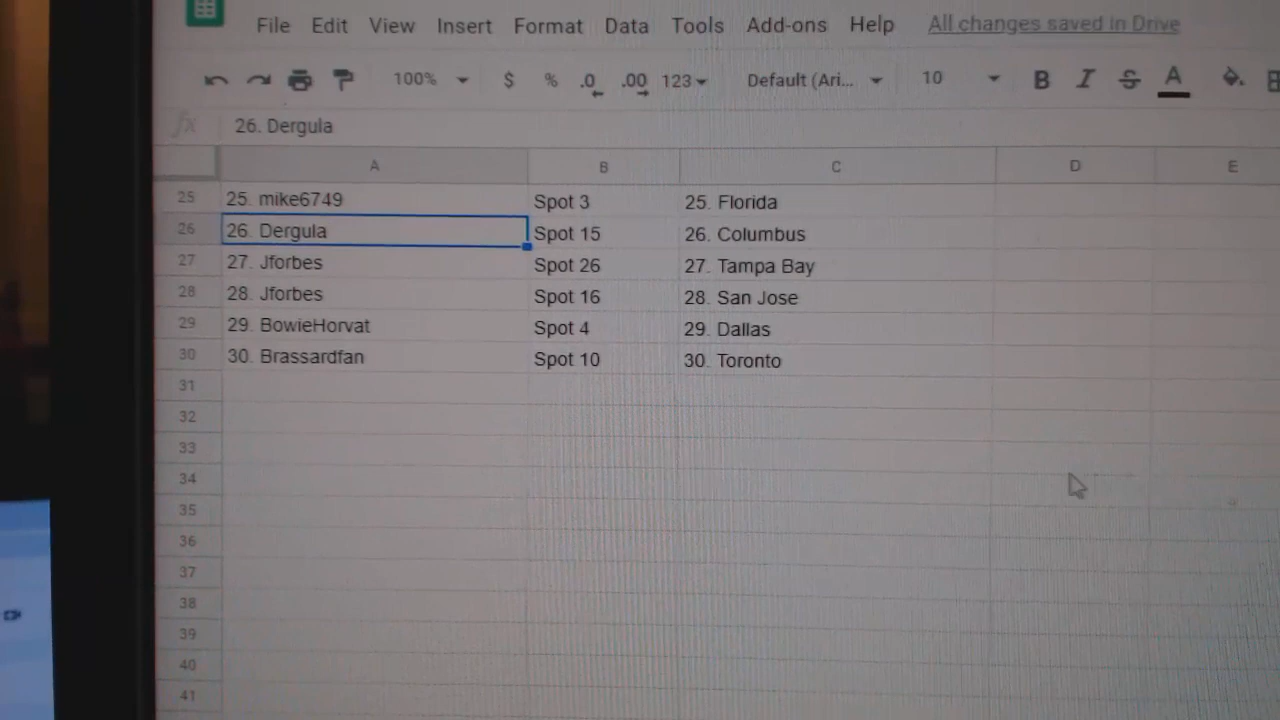 File Edit View Insert Format Data Tools Add-ons Help All changes saved in Drive
100% $ % .0 .00 123 Default (Ari... 10 B I S A
fx 26. Dergula
A B C D E
25 25. mike6749 Spot 3 25. Florida
26 26. Dergula Spot 15 26. Columbus
27 27. Jforbes Spot 26 27. Tampa Bay
28 28. Jforbes Spot 16 28. San Jose
29 29. BowieHorvat Spot 4 29. Dallas
30 30. Brassardfan Spot 10 30. Toronto
31
32
33
34
35
36
37
38
39
40
41